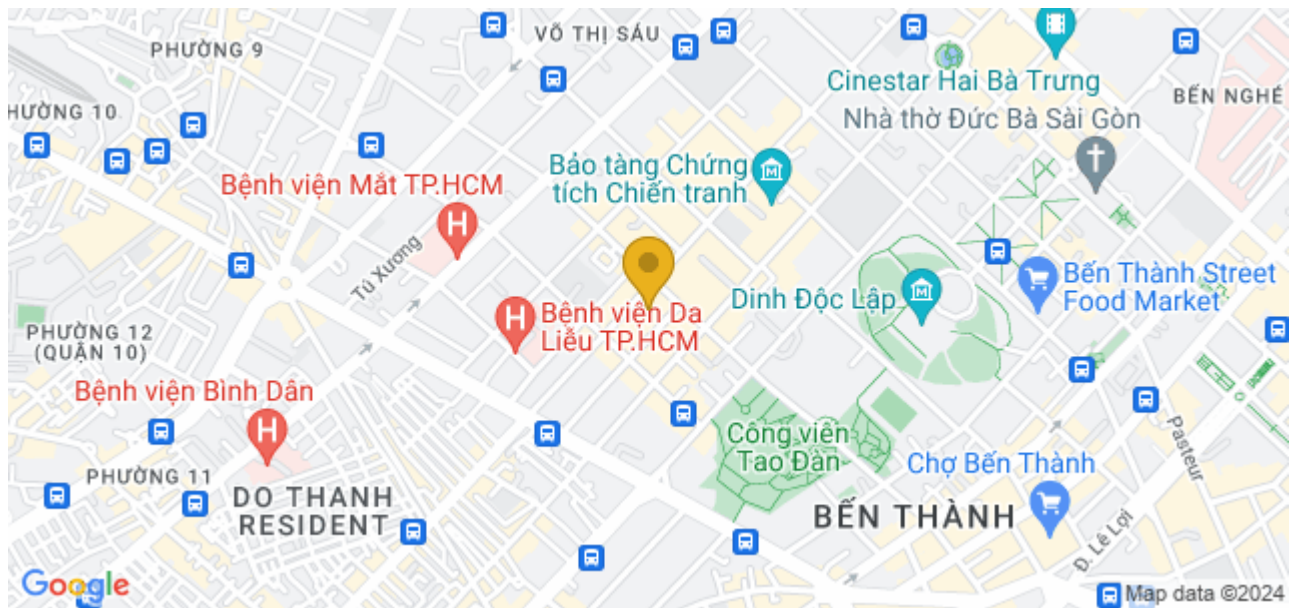 VÕ THỊ SÁU
PHƯỜNG 9
Cinestar Hai Bà Trưng
BẾN NGHÉ
HƯỜNG 10
Nhà thờ Đức Bà Sài Gòn
Bảo tàng Chứng
tích Chiến tranh
Bệnh viện Mắt TP.HCM
Tú Xương
Dinh Độc Lập
Bến Thành Street
Food Market
Bệnh viện Da
Liễu TP.HCM
PHƯỜNG 12
(QUẬN 10)
Bệnh viện Bình Dân
Công viên
Tao Đàn
Pasteur
Chợ Bến Thành
PHƯỜNG 11
DO THANH
RESIDENT
BẾN THÀNH
Đ. Lê Lợi
Google
Map data ©2024